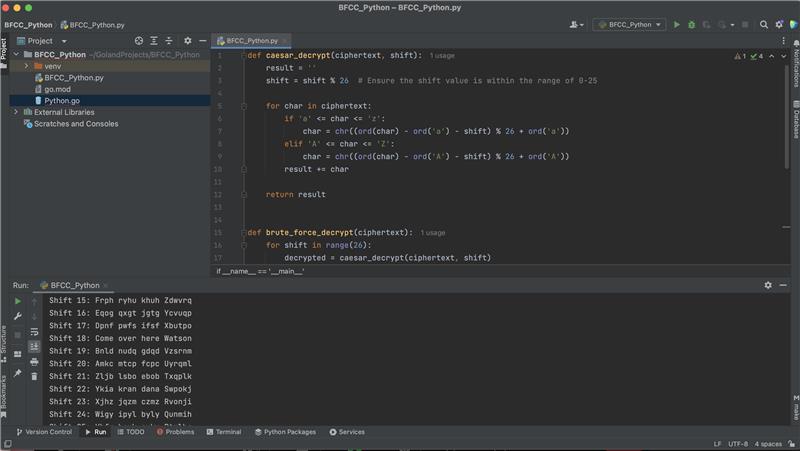 BFCC_Python – BFCC_Python.py
BFCC_Python
BFCC_Python.py
BFCC_Python
Project
BFCC_Python ~/GolandProjects/BFCC_Python
venv
BFCC_Python.py
go.mod
Python.go
External Libraries
Scratches and Consoles
Project
Structure
Bookmarks
BFCC_Python.py
1 def caesar_decrypt(ciphertext, shift): 1 usage
2 result = ''
3 shift = shift % 26 # Ensure the shift value is within the range of 0-25
4
5 for char in ciphertext:
6 if 'a' <= char <= 'z':
7 char = chr((ord(char) - ord('a') - shift) % 26 + ord('a'))
8 elif 'A' <= char <= 'Z':
9 char = chr((ord(char) - ord('A') - shift) % 26 + ord('A'))
10 result += char
11
12 return result
13
14
15 def brute_force_decrypt(ciphertext): 1 usage
16 for shift in range(26):
17 decrypted = caesar_decrypt(ciphertext, shift)
if __name__ == '__main__'
1 4
Notifications
Database
make
Run: BFCC_Python
Shift 15: Frph ryhu khuh Zdwvrq
Shift 16: Eqog qxgt jgtg Ycvuqp
Shift 17: Dpnf pwfs ifsf Xbutpo
Shift 18: Come over here Watson
Shift 19: Bnld nudq gdqd Vzsrnm
Shift 20: Amkc mtcp fcpc Uyrqml
Shift 21: Zljb lsbo ebob Txqplk
Shift 22: Ykia kran dana Swpokj
Shift 23: Xjhz jqzm czmz Rvonji
Shift 24: Wigy ipyl byly Qunmih
Version Control Run TODO Problems Terminal Python Packages Services
LF UTF-8 4 spaces